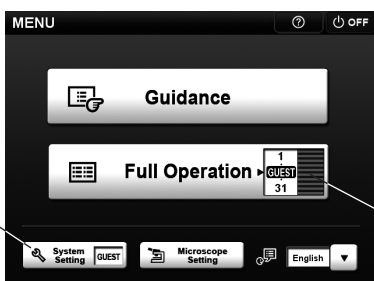 MENU ? OFF
Guidance
Full Operation
1
GUEST
31
System
Setting
GUEST
Microscope
Setting
English